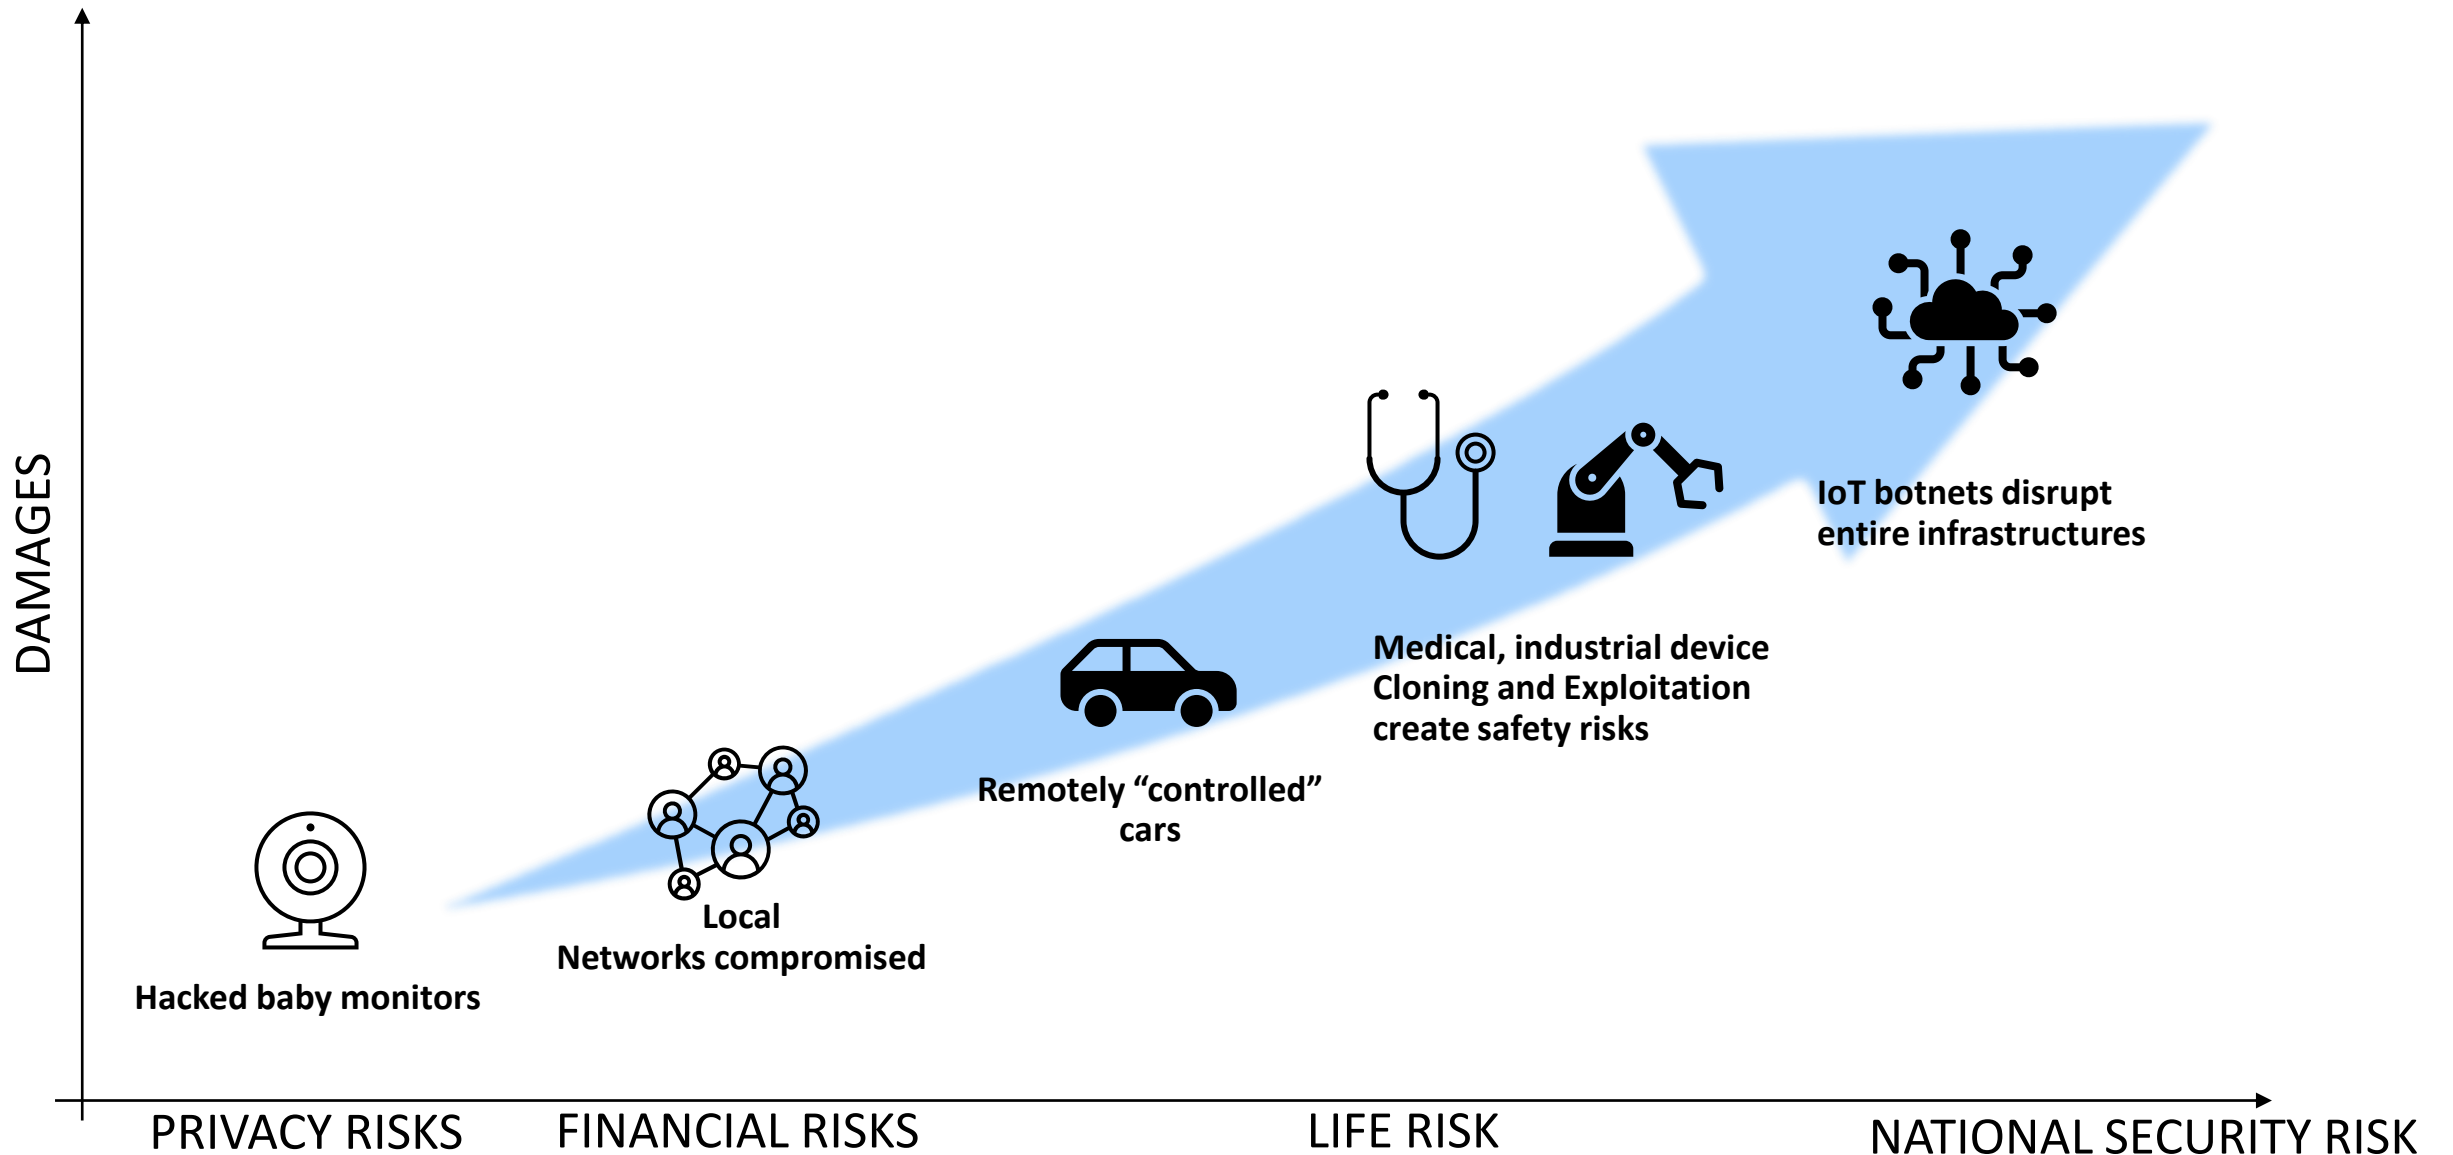 DAMAGES
IoT botnets disrupt
entire infrastructures
Medical, industrial device
Cloning and Exploitation
create safety risks
Remotely “controlled”
cars
Local
Networks compromised
Hacked baby monitors
PRIVACY RISKS
FINANCIAL RISKS
LIFE RISK
NATIONAL SECURITY RISK